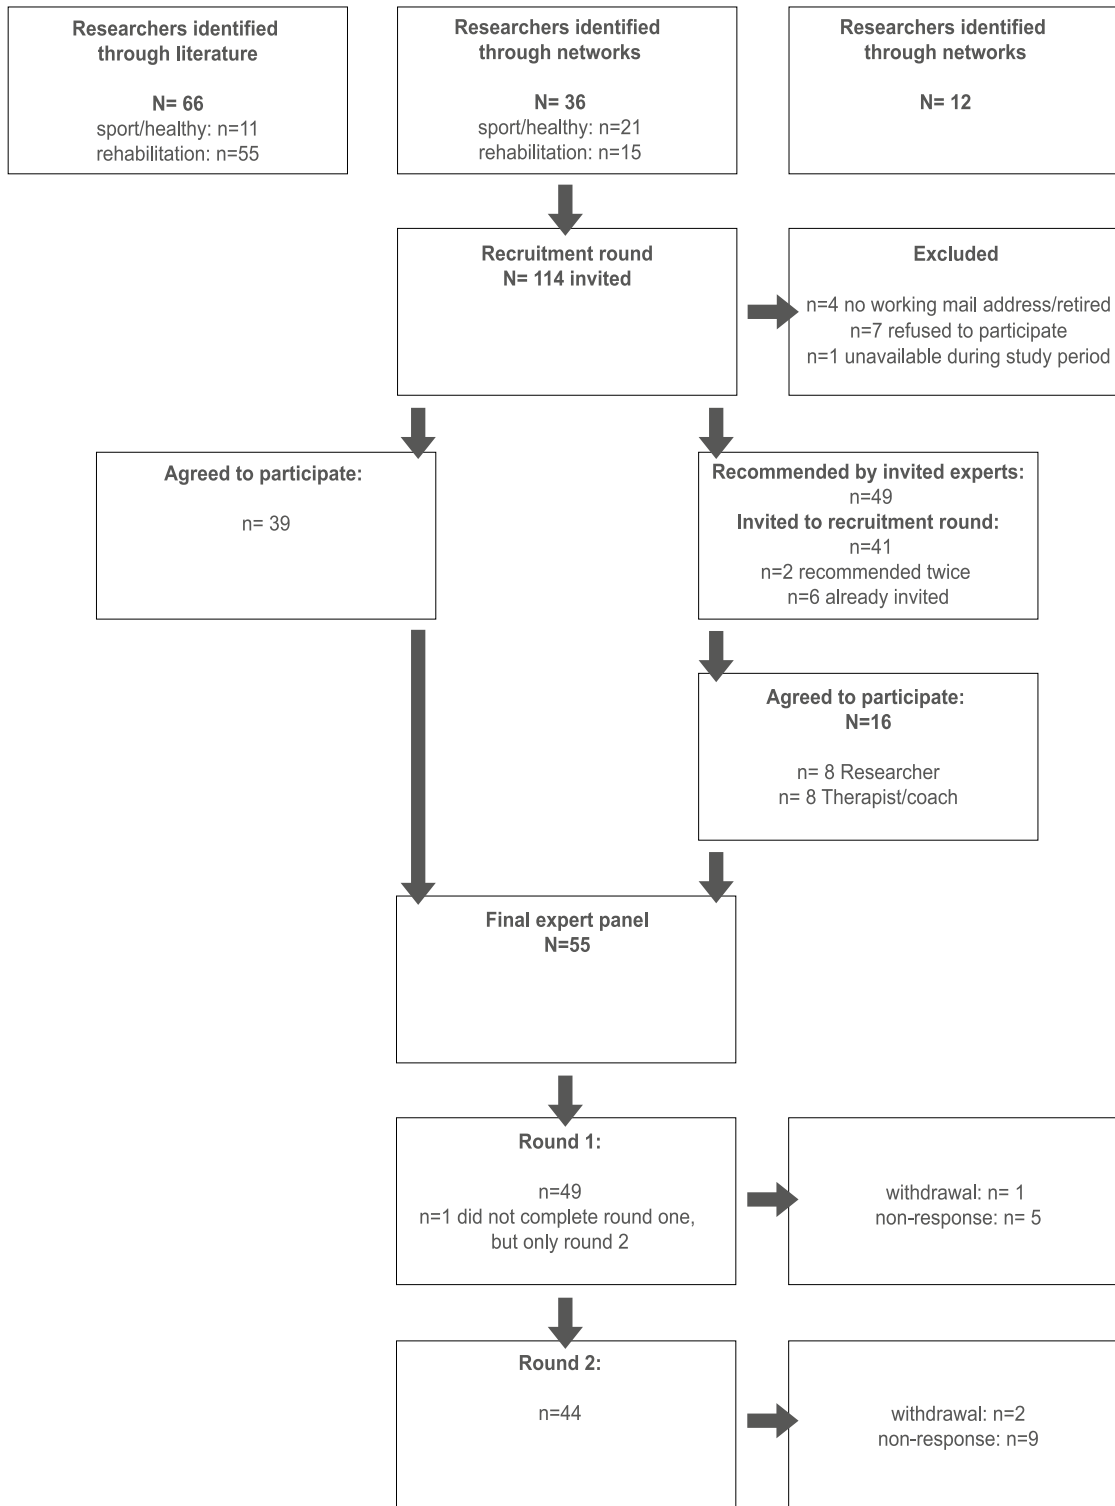 Researchers identified
through literature
N= 66
sport/healthy: n=11
rehabilitation: n=55
Researchers identified
through networks
N= 36
sport/healthy: n=21
rehabilitation: n=15
Researchers identified
through networks
N= 12
Recruitment round
N= 114 invited
Excluded
n=4 no working mail address/retired
n=7 refused to participate
n=1 unavailable during study period
Agreed to participate:
n= 39
Recommended by invited experts:
n=49
Invited to recruitment round:
n=41
n=2 recommended twice
n=6 already invited
Agreed to participate:
N=16
n= 8 Researcher
n= 8 Therapist/coach
Final expert panel
N=55
Round 1:
n=49
n=1 did not complete round one,
but only round 2
withdrawal: n= 1
non-response: n= 5
Round 2:
n=44
withdrawal: n=2
non-response: n=9